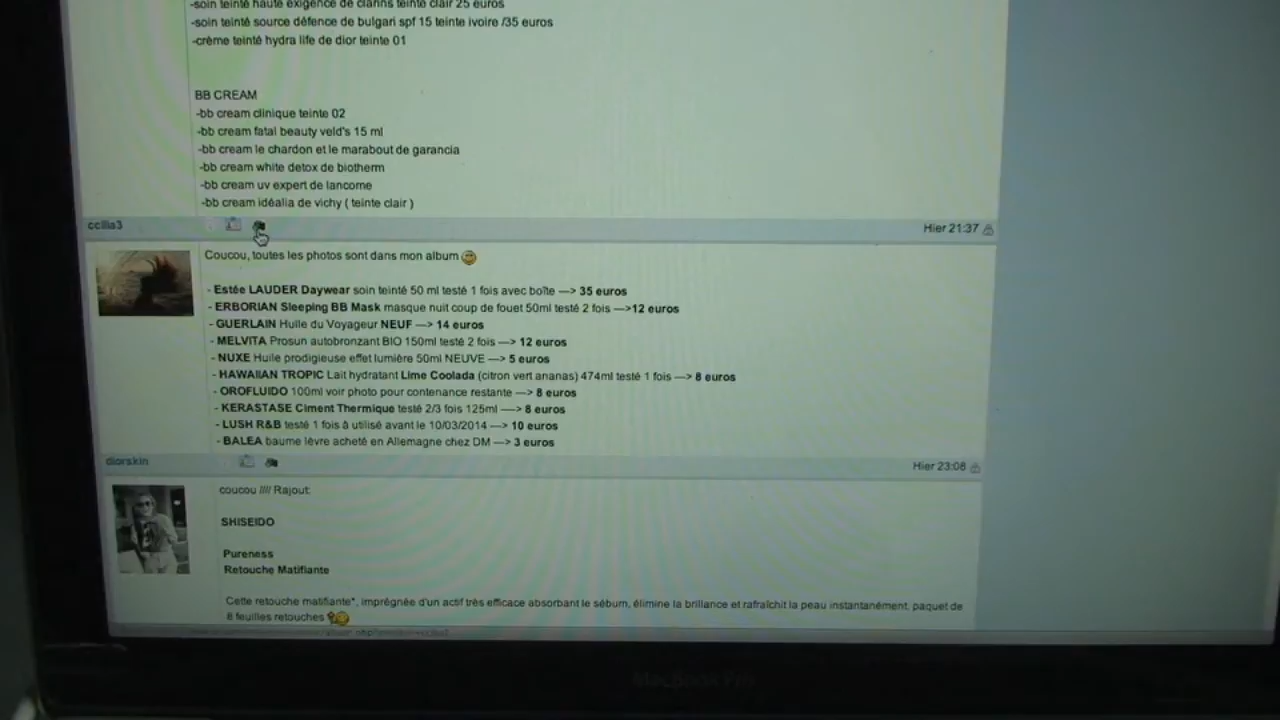 -soin teinté haute exigence de clarins teinte clair 25 euros
-soin teinté source défence de bulgari spf 15 teinte ivoire /35 euros
-crème teinté hydra life de dior teinte 01
BB CREAM
-bb cream clinique teinte 02
-bb cream fatal beauty veld's 15 ml
-bb cream le chardon et le marabout de garancia
-bb cream white detox de biotherm
-bb cream uv expert de lancome
-bb cream idéalia de vichy ( teinte clair )
ccilia3 Hier 21:37
Coucou, toutes les photos sont dans mon album
- Estée LAUDER Daywear soin teinté 50 ml testé 1 fois avec boîte ---> 35 euros
- ERBORIAN Sleeping BB Mask masque nuit coup de fouet 50ml testé 2 fois --->12 euros
- GUERLAIN Huile du Voyageur NEUF ---> 14 euros
- MELVITA Prosun autobronzant BIO 150ml testé 2 fois ---> 12 euros
- NUXE Huile prodigieuse effet lumière 50ml NEUVE ---> 5 euros
- HAWAIIAN TROPIC Lait hydratant Lime Coolada (citron vert ananas) 474ml testé 1 fois ---> 8 euros
- OROFLUIDO 100ml voir photo pour contenance restante ---> 8 euros
- KERASTASE Ciment Thermique testé 2/3 fois 125ml ----> 8 euros
- LUSH R&B testé 1 fois à utilisé avant le 10/03/2014 ---> 10 euros
- BALEA baume lèvre acheté en Allemagne chez DM ---> 3 euros
diorskin Hier 23:08
coucou //// Rajout:
SHISEIDO
Pureness
Retouche Matifiante
Cette retouche matifiante*, imprégnée d'un actif très efficace absorbant le sébum, élimine la brillance et rafraîchit la peau instantanément, paquet de
8 feuilles retouches
MacBook Pro